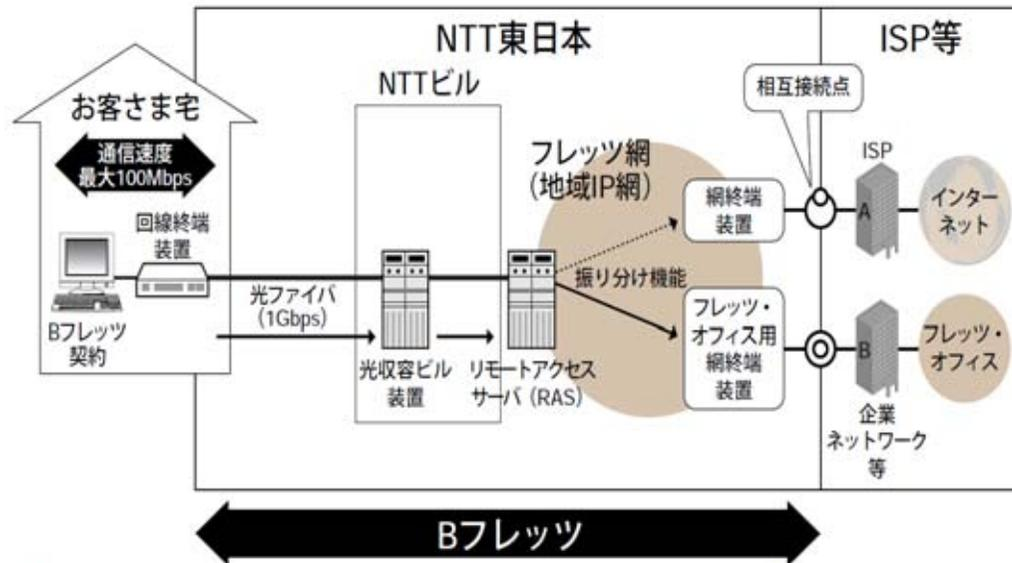 NTT東日本
ISP等
NTTビル
お客さま宅
通信速度
最大100Mbps
相互接続点
フレッツ網
(地域IP網)
ISP
回線終端
装置
網終端
装置
A
インター
ネット
光ファイバ
(1Gbps)
振り分け機能
Bフレッツ
契約
フレッツ・
オフィス用
網終端
装置
B
フレッツ・
オフィス
光収容ビル
装置
リモートアクセス
サーバ(RAS)
企業
ネットワーク
等
Bフレッツ